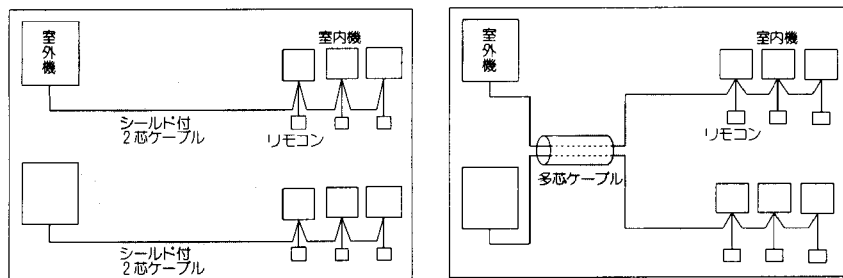 室外機
室内機
シールド付
2芯ケーブル
リモコン
シールド付
2芯ケーブル
室外機
室内機
リモコン
多芯ケーブル